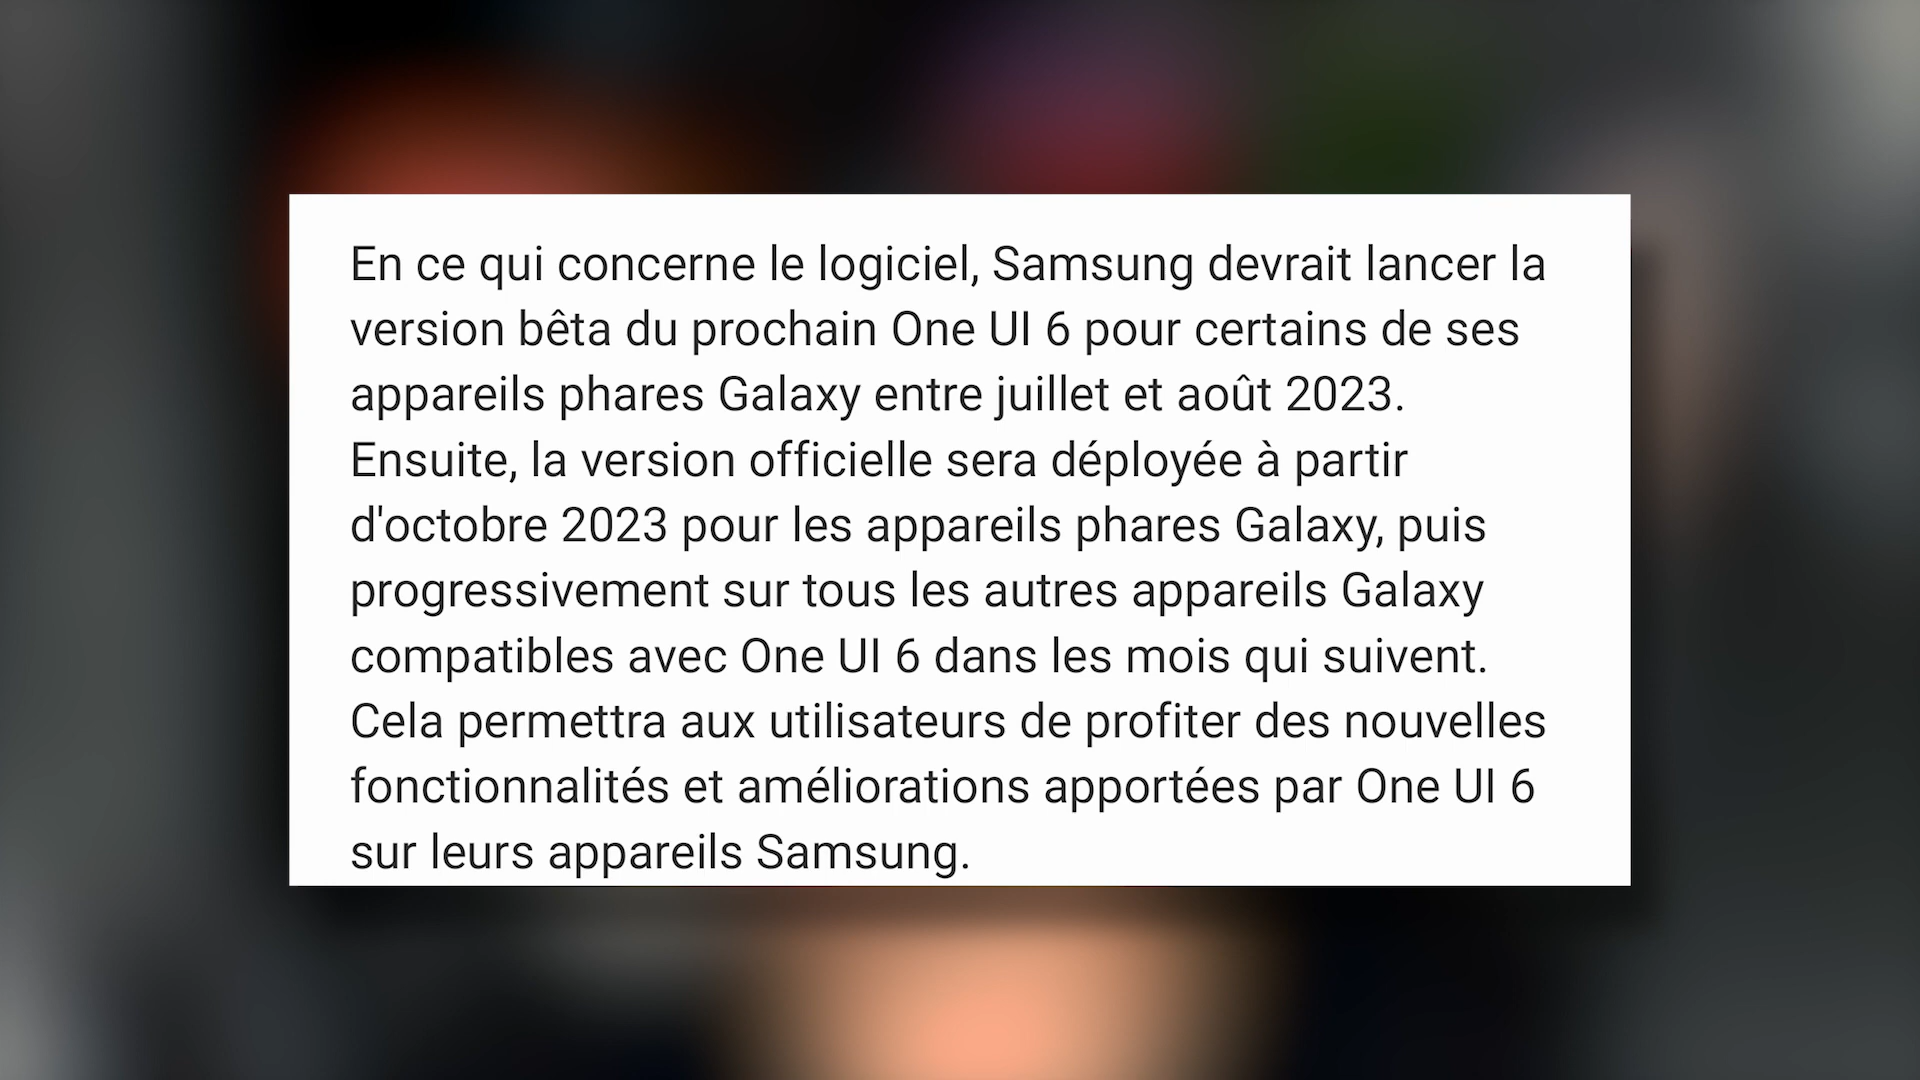 En ce qui concerne le logiciel, Samsung devrait lancer la
version bêta du prochain One UI 6 pour certains de ses
appareils phares Galaxy entre juillet et août 2023.
Ensuite, la version officielle sera déployée à partir
d'octobre 2023 pour les appareils phares Galaxy, puis
progressivement sur tous les autres appareils Galaxy
compatibles avec One UI 6 dans les mois qui suivent.
Cela permettra aux utilisateurs de profiter des nouvelles
fonctionnalités et améliorations apportées par One UI 6
sur leurs appareils Samsung.